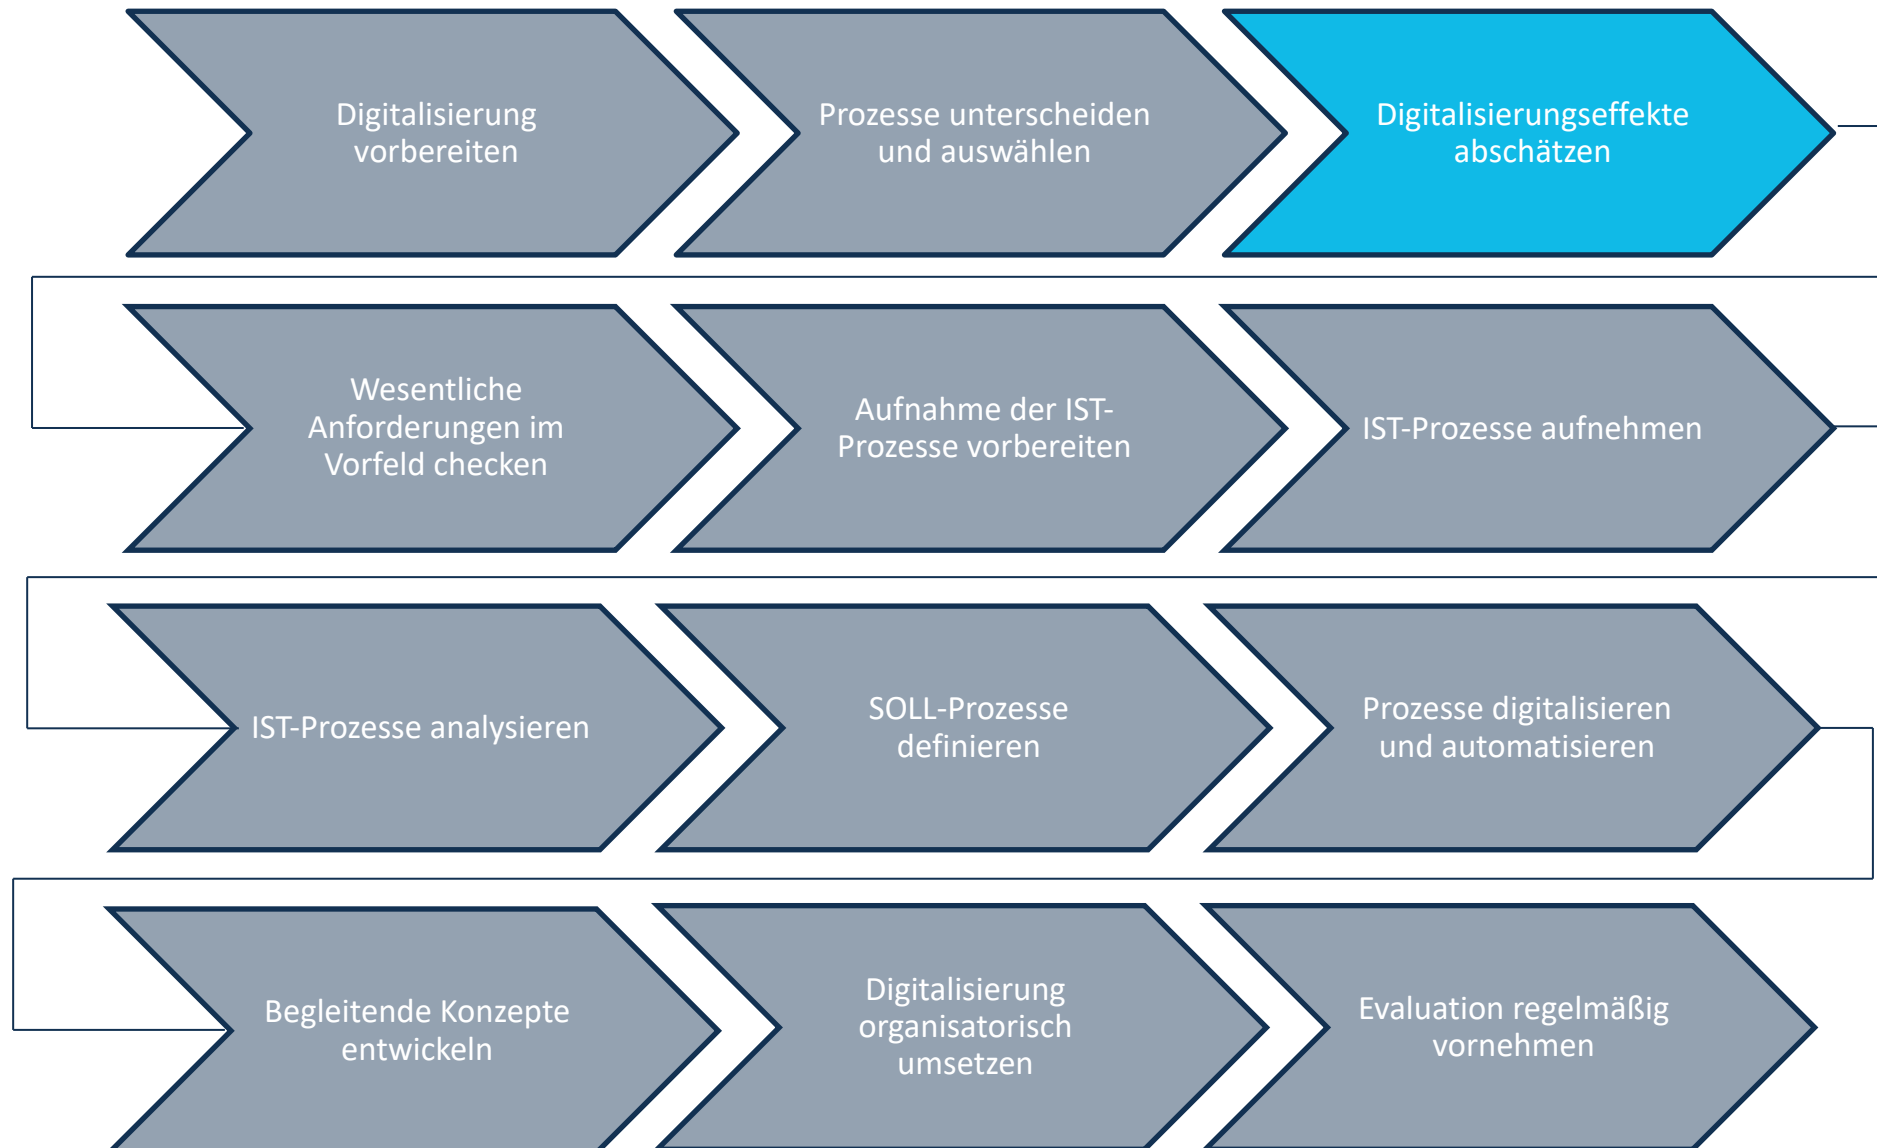 Digitalisierung
vorbereiten
Prozesse unterscheiden
und auswählen
Digitalisierungseffekte
abschätzen
Wesentliche
Anforderungen im
Vorfeld checken
Aufnahme der IST-
Prozesse vorbereiten
IST-Prozesse aufnehmen
IST-Prozesse analysieren
SOLL-Prozesse
definieren
Prozesse digitalisieren
und automatisieren
Begleitende Konzepte
entwickeln
Digitalisierung
organisatorisch
umsetzen
Evaluation regelmäßig
vornehmen